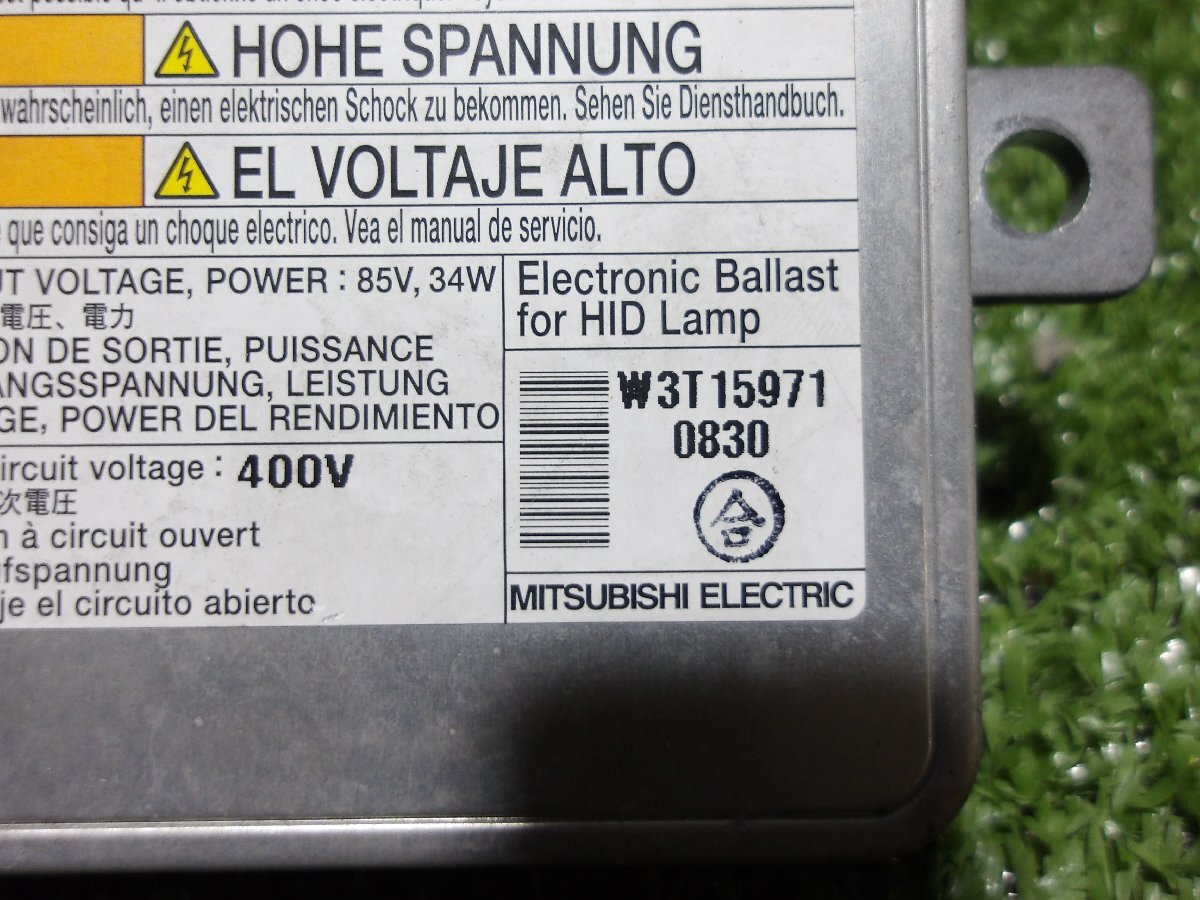 HOHE SPANNUNG
wahrscheinlich, einen elektrischen Schock zu bekommen. Sehen Sie Diensthandbuch.
EL VOLTAJE ALTO
que consiga un choque electrico. Vea el manual de servicio.
UT VOLTAGE, POWER : 85V, 34W
電圧、電力
ON DE SORTIE, PUISSANCE
ANGSSPANNUNG, LEISTUNG
GE, POWER DEL RENDIMIENTO
ircuit voltage : 400V
次電圧
n à circuit ouvert
ufspannung
je el circuito abierto
Electronic Ballast
for HID Lamp
W3T15971
0830
合
MITSUBISHI ELECTRIC